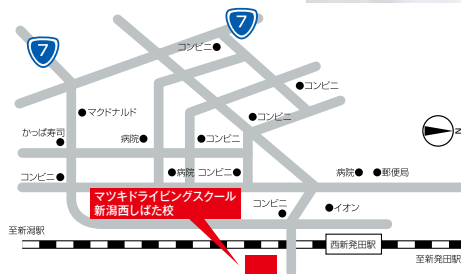 7
7
コンビニ
コンビニ
マクドナルド
コンビニ
かっぱ寿司
病院
コンビニ
N
コンビニ
病院
コンビニ
病院
郵便局
マツキドライビングスクール
新潟西しばた校
コンビニ
イオン
至新潟駅
西新発田駅
至新発田駅